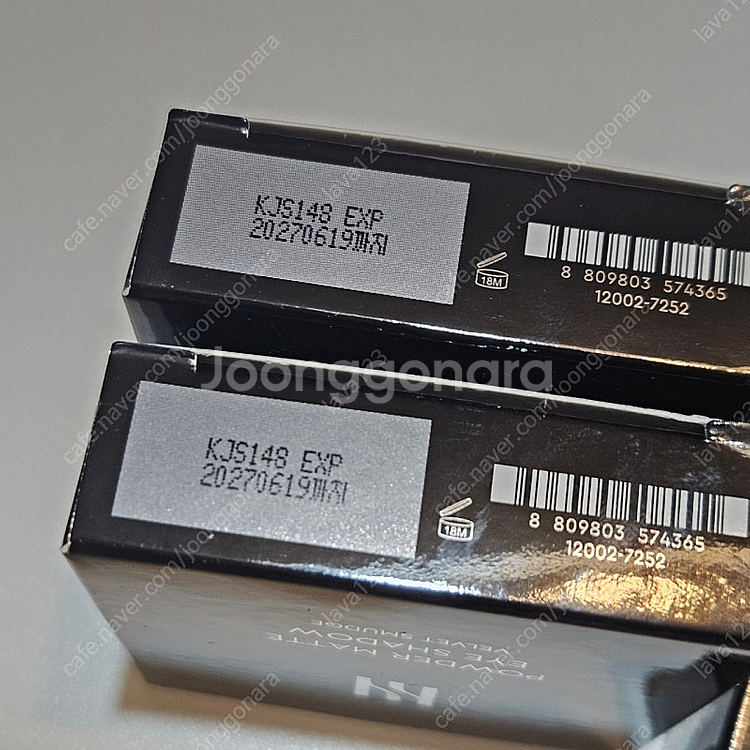 KJS148 EXP
20270619까지
18M
8 809803 574365
12002-7252
Joonggonara
KJS148 EXP
20270619까지
18M
8 809803 574365
12002-7252
POWDER MATTE
EYE SHADOW
VELVET SMUDGE
cafe.naver.com/joonggonara
lava123